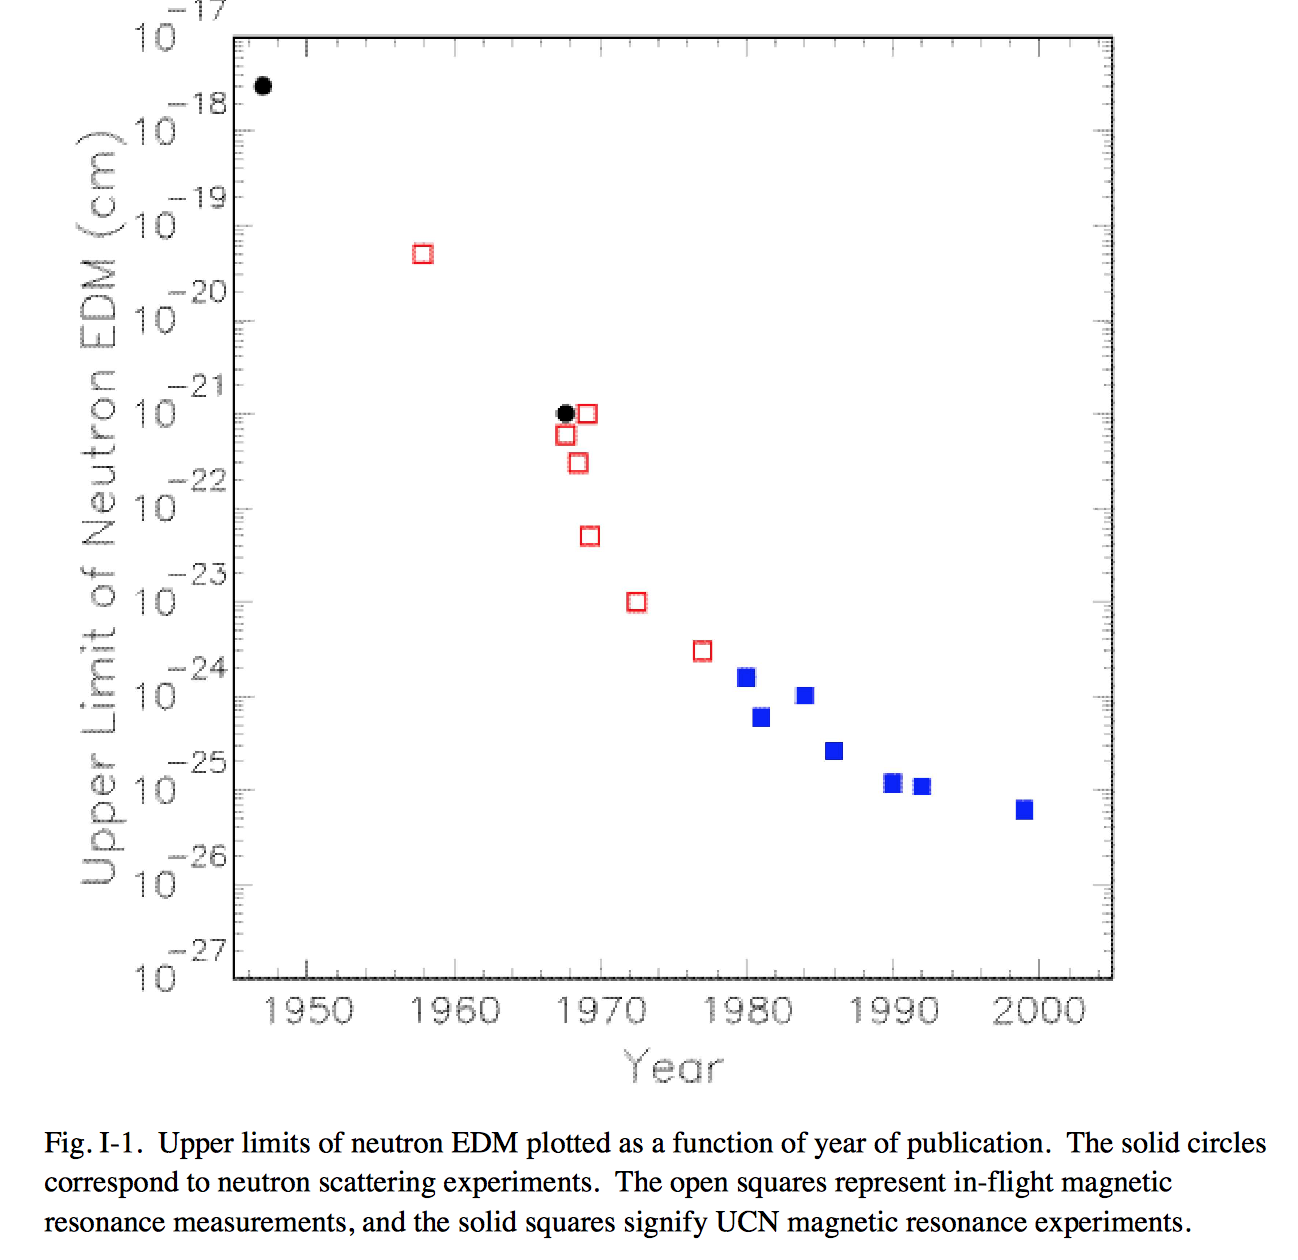 10−17
10−18
10−19
10−20
10−21
10−22
10−23
10−24
10−25
10−26
10−27
Upper Limit of Neutron EDM (cm)
1950 1960 1970 1980 1990 2000
Year
Fig. I-1. Upper limits of neutron EDM plotted as a function of year of publication. The solid circles
correspond to neutron scattering experiments. The open squares represent in-flight magnetic
resonance measurements, and the solid squares signify UCN magnetic resonance experiments.